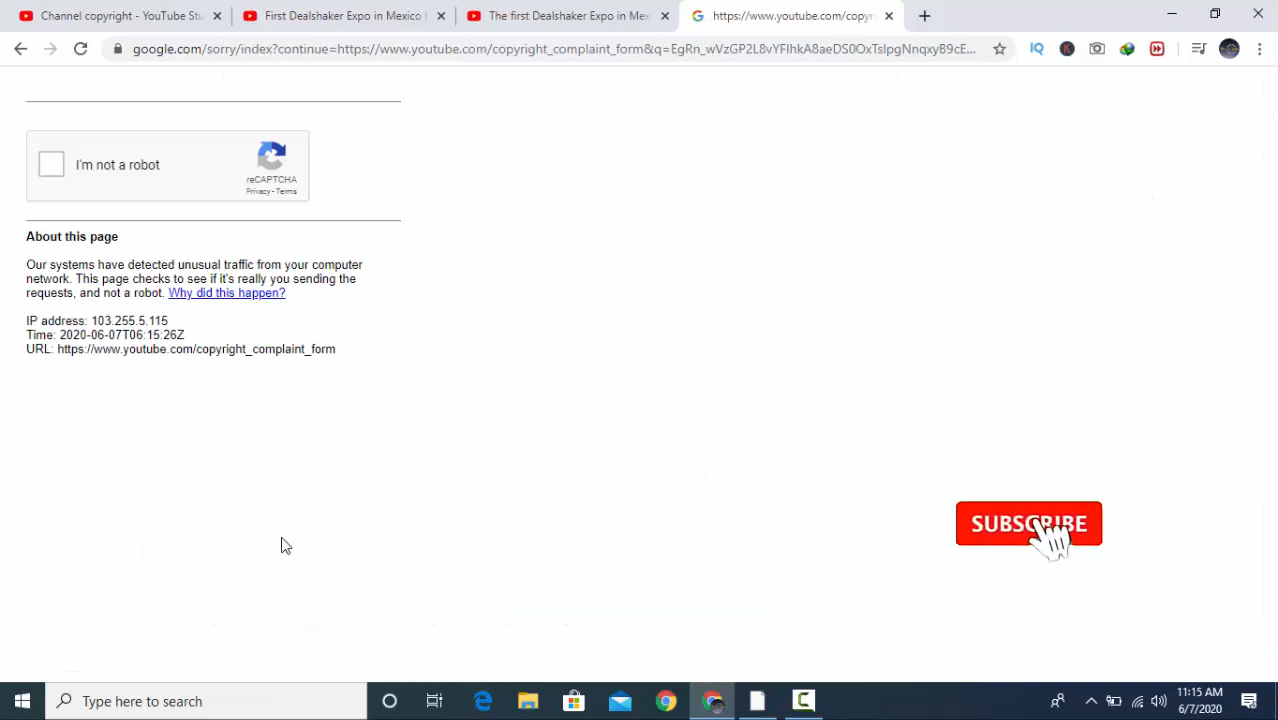 Channel copyright - YouTube Stu
First Dealshaker Expo in Mexico
The first Dealshaker Expo in Mex
https://www.youtube.com/copyr
google.com/sorry/index?continue=https://www.youtube.com/copyright_complaint_form&q=EgRn_wVzGP2L8vYFIhkA8aeDS0OxTslpgNnqxyB9cE...
I'm not a robot
reCAPTCHA
Privacy - Terms
About this page
Our systems have detected unusual traffic from your computer
network. This page checks to see if it's really you sending the
requests, and not a robot. Why did this happen?
IP address: 103.255.5.115
Time: 2020-06-07T06:15:26Z
URL: https://www.youtube.com/copyright_complaint_form
SUBSCRIBE
Type here to search
11:15 AM
6/7/2020